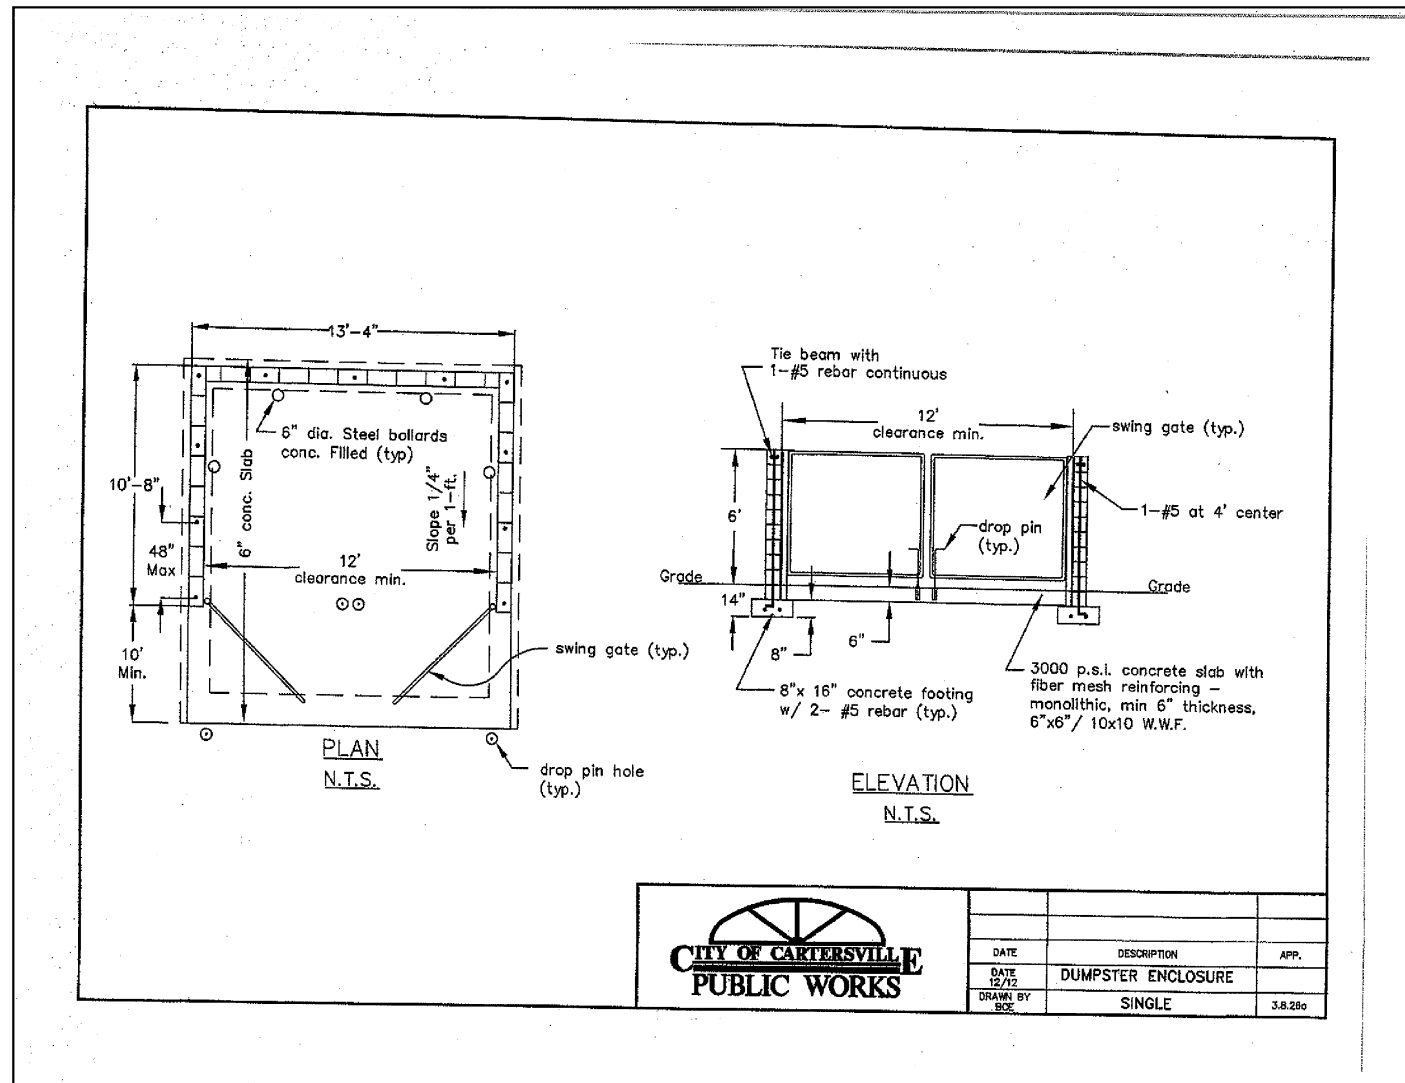 13'-4"
6" dia. Steel bollards
conc. Filled (typ)
10'-8"
6" conc. Slab
Slope 1/4"
per 1-ft.
48"
Max
12'
clearance min.
10'
Min.
swing gate (typ.)
drop pin hole
(typ.)
PLAN
N.T.S.
Tie beam with
1-#5 rebar continuous
12'
clearance min.
swing gate (typ.)
6'
drop pin
(typ.)
1-#5 at 4' center
Grade
Grade
14"
8"
6"
8"x 16" concrete footing
w/ 2- #5 rebar (typ.)
3000 p.s.i. concrete slab with
fiber mesh reinforcing -
monolithic, min 6" thickness,
6"x6"/ 10x10 W.W.F.
ELEVATION
N.T.S.
CITY OF CARTERSVILLE
PUBLIC WORKS
DATE DESCRIPTION APP.
DATE
12/12
DUMPSTER ENCLOSURE
DRAWN BY
BCE
SINGLE